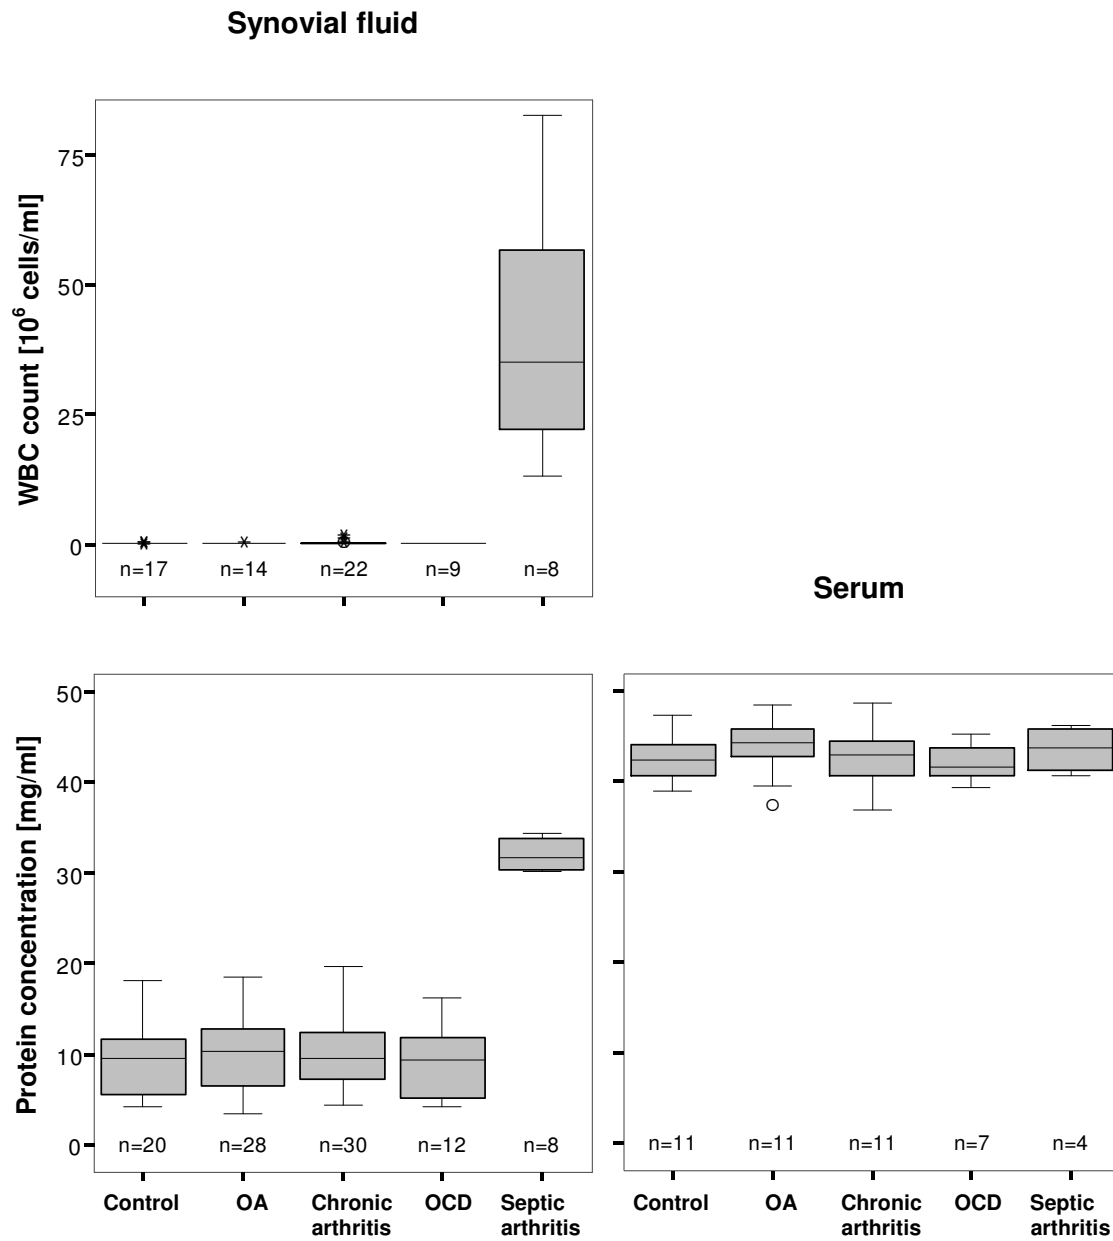 Synovial fluid
WBC count [10⁶ cells/ml]
75
50
25
0
n=17 n=14 n=22 n=9 n=8
Serum
Protein concentration [mg/ml]
50
40
30
20
10
0
n=20 n=28 n=30 n=12 n=8
n=11 n=11 n=11 n=7 n=4
Control OA Chronic arthritis OCD Septic arthritis
Control OA Chronic arthritis OCD Septic arthritis